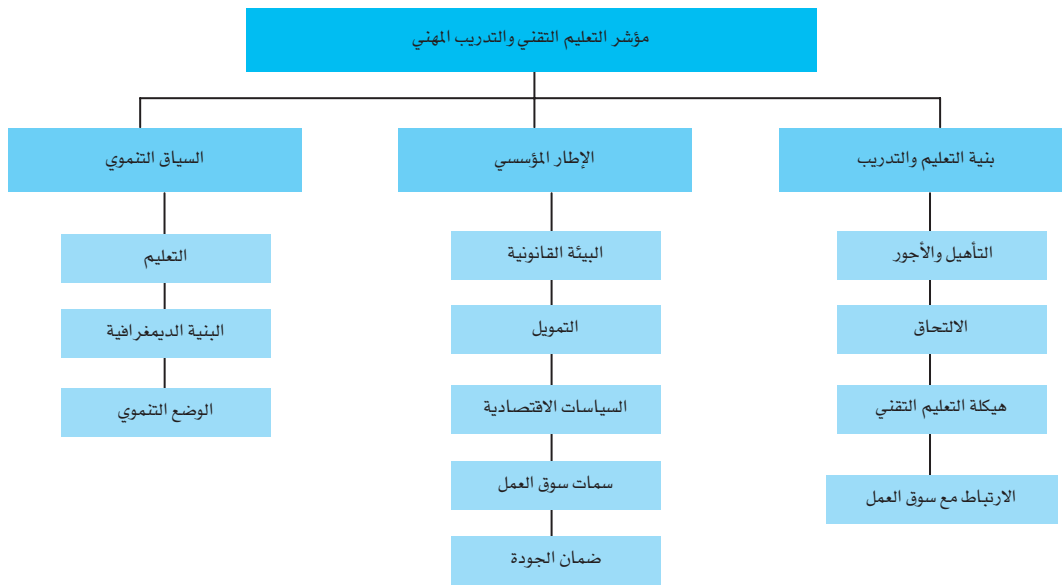 مؤشر التعليم التقني والتدريب المهني
بنية التعليم والتدريب
الإطار المؤسسي
السياق التنموي
التأهيل والأجور
الالتحاق
هيكلة التعليم التقني
الارتباط مع سوق العمل
البيئة القانونية
التمويل
السياسات الاقتصادية
سمات سوق العمل
ضمان الجودة
التعليم
البنية الديمغرافية
الوضع التنموي